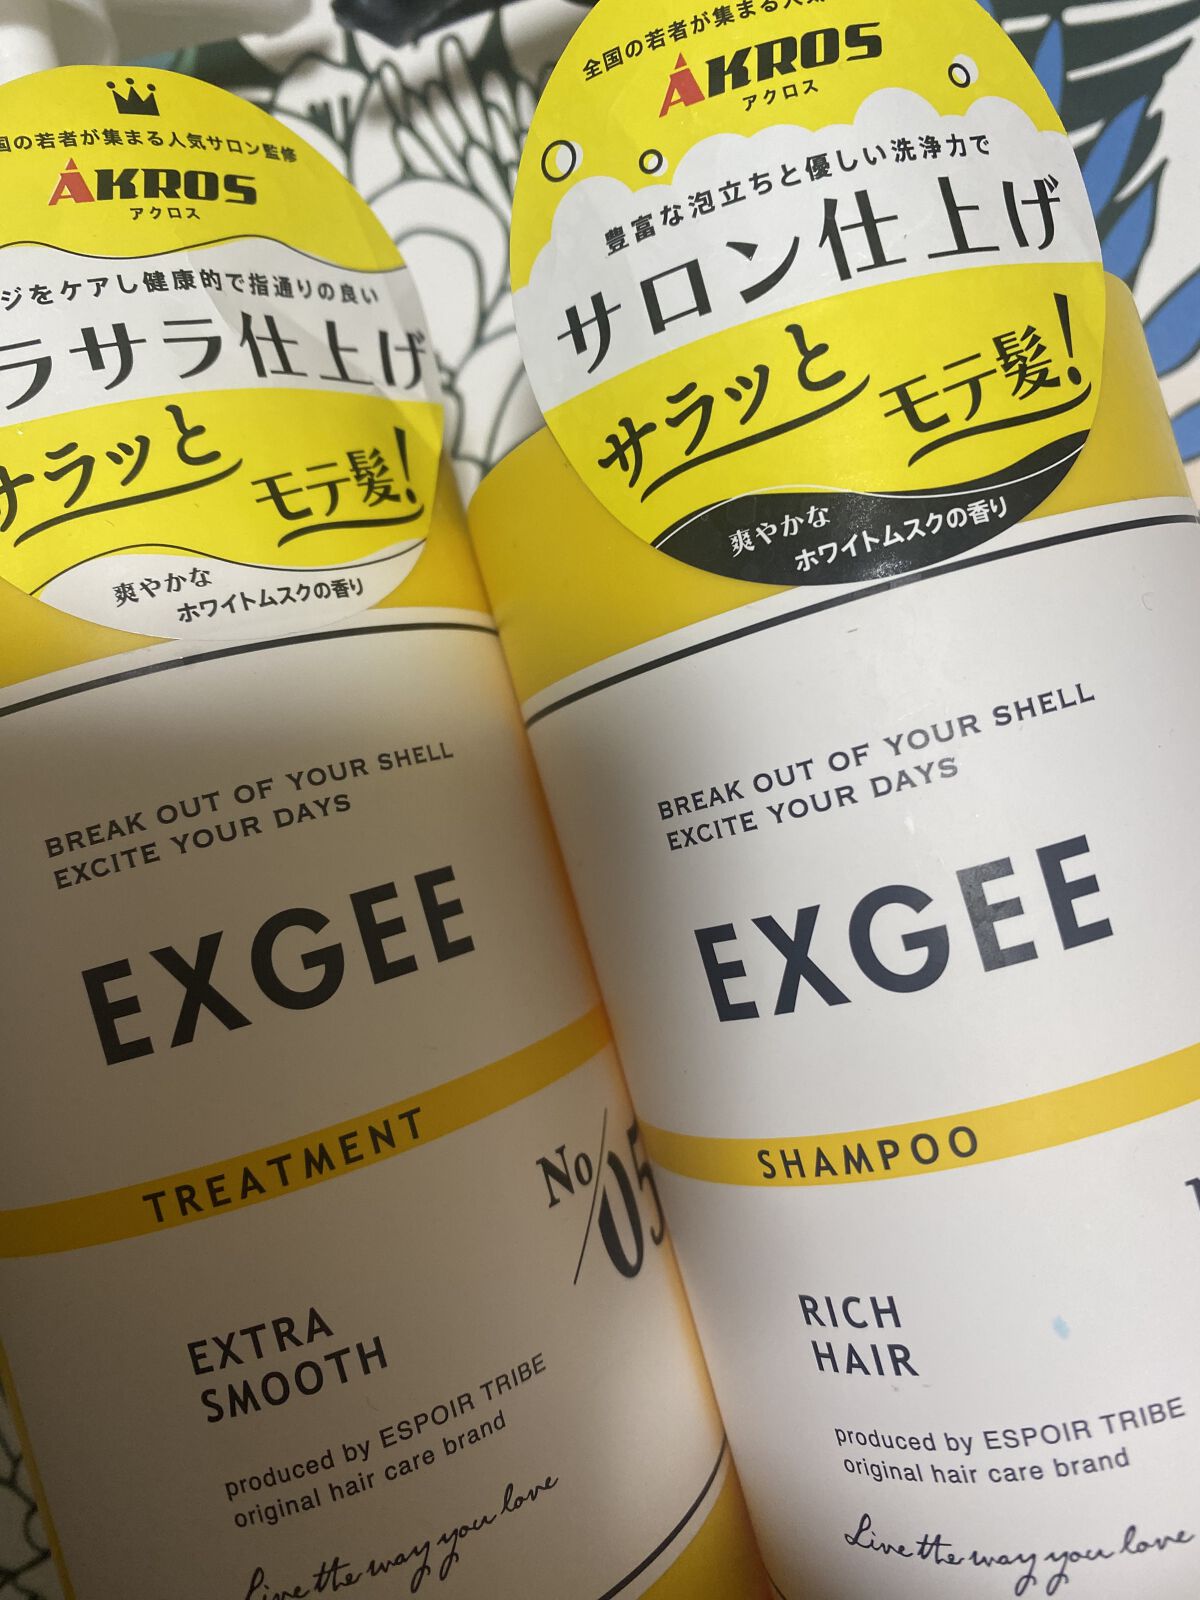 国の若者が集まる人気サロン監修
AKROS
アクロス
ジをケアし健康的で指通りの良い
ラサラ仕上げ
サラッと
モテ髪!
爽やかな
ホワイトムスクの香り
BREAK OUT OF YOUR SHELL
EXCITE YOUR DAYS
EXGEE
TREATMENT
No/05
EXTRA
SMOOTH
produced by ESPOIR TRIBE
original hair care brand
Live the way you love
全国の若者が集まる人
AKROS
アクロス
豊富な泡立ちと優しい洗浄力で
サロン仕上げ
サラッと
モテ髪!
爽やかな
ホワイトムスクの香り
BREAK OUT OF YOUR SHELL
EXCITE YOUR DAYS
EXGEE
SHAMPOO
RICH
HAIR
produced by ESPOIR TRIBE
original hair care brand
Live the way you love